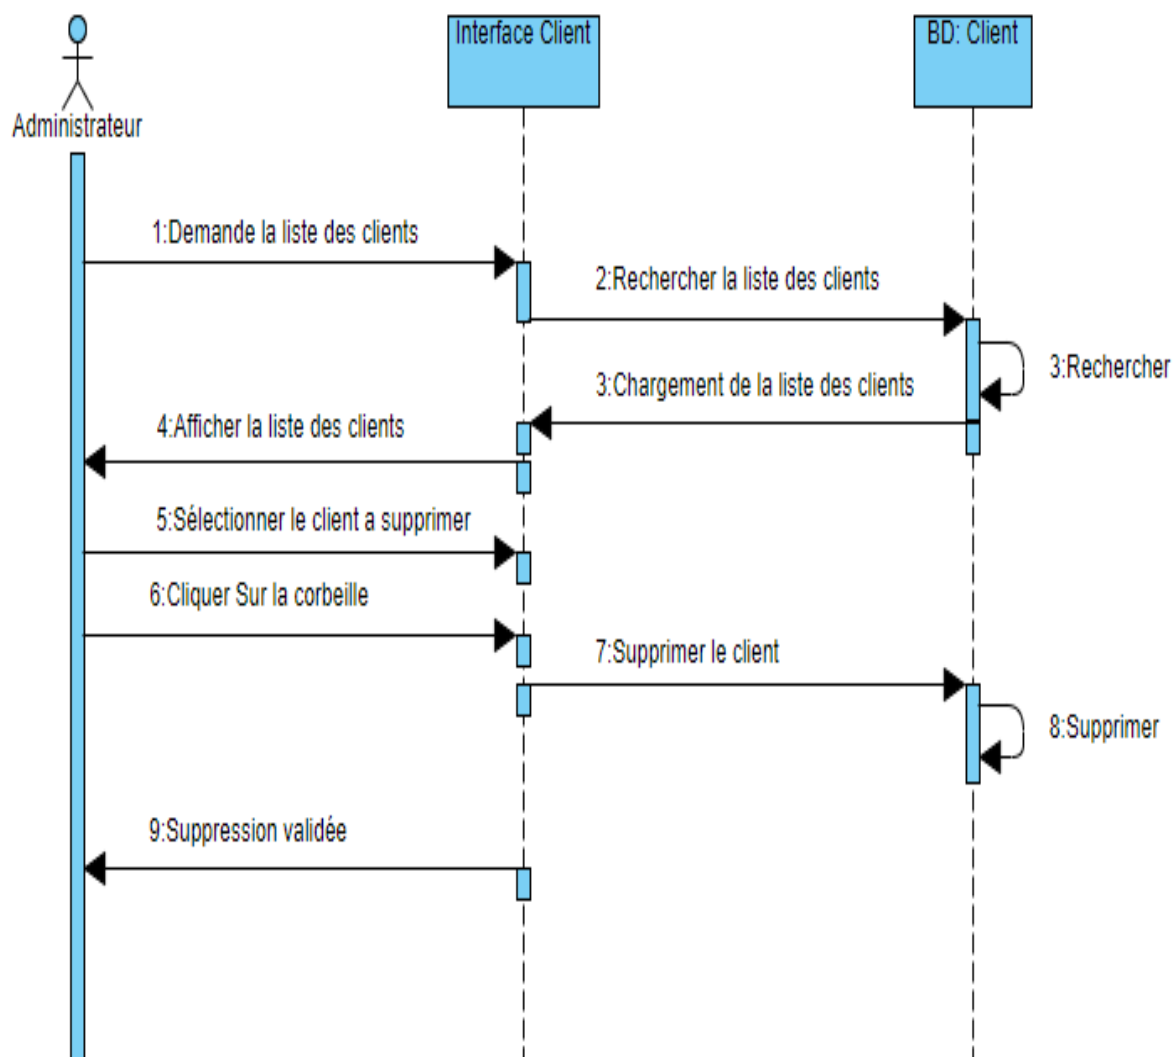 Interface Client
BD: Client
Administrateur
1:Demande la liste des clients
2:Rechercher la liste des clients
3:Rechercher
3:Chargement de la liste des clients
4:Afficher la liste des clients
5:Sélectionner le client a supprimer
6:Cliquer Sur la corbeille
7:Supprimer le client
8:Supprimer
9:Suppression validée